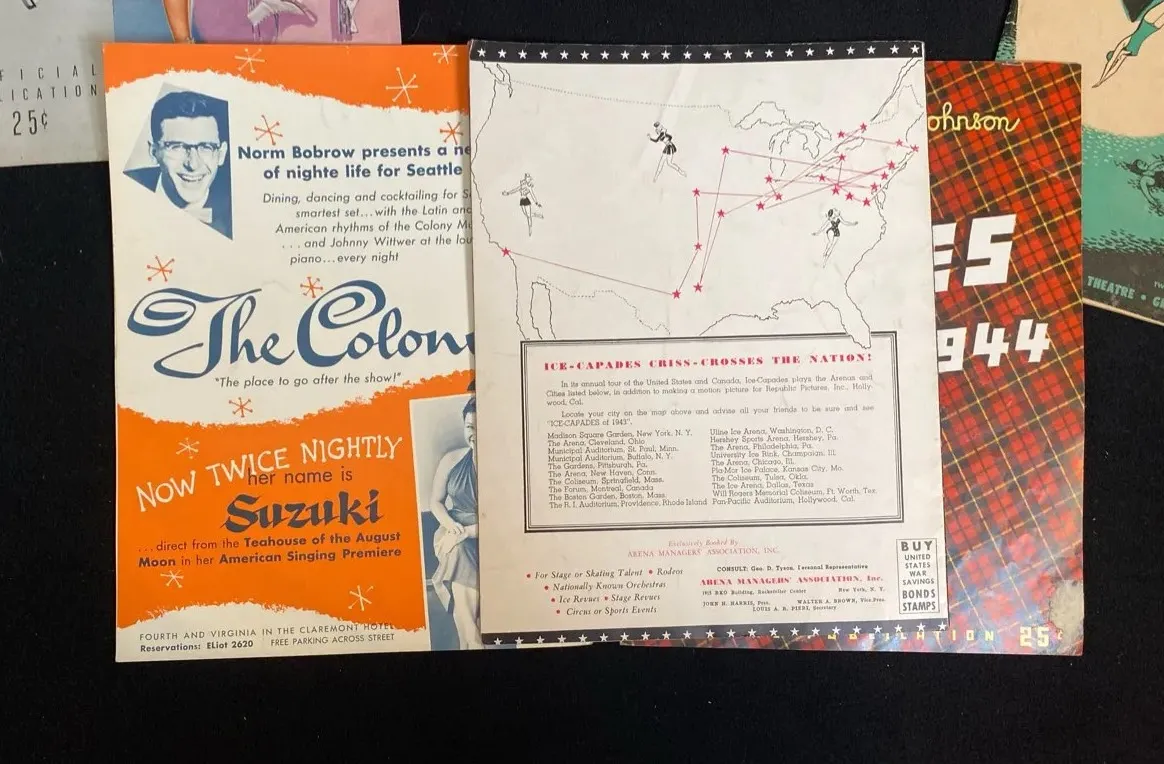 FICIAL
LICATION
25¢
Norm Bobrow presents a ne
of nighte life for Seattle
Dining, dancing and cocktailing for S
smartest set...with the Latin and
American rhythms of the Colony Mu
...and Johnny Wittwer at the lou
piano...every night
The Colon
"The place to go after the show!"
NOW TWICE NIGHTLY
her name is
Suzuki
...direct from the Teahouse of the August
Moon in her American Singing Premiere
FOURTH AND VIRGINIA IN THE CLAREMONT HOTEL
Reservations: ELiot 2620 FREE PARKING ACROSS STREET
ICE-CAPADES CRISS-CROSSES THE NATION!
In its annual tour of the United States and Canada, Ice-Capades plays the Arenas and
Cities listed below, in addition to making a motion picture for Republic Pictures, Inc., Holly-
wood, Cal.
Locate your city on the map above and advise all your friends to be sure and see
"ICE-CAPADES of 1943".
Madison Square Garden, New York, N. Y.
The Arena, Cleveland, Ohio
Municipal Auditorium, St. Paul, Minn.
Municipal Auditorium, Buffalo, N. Y.
The Gardens, Pittsburgh, Pa.
The Arena, New Haven, Conn.
The Coliseum, Springfield, Mass.
The Forum, Montreal, Canada
The Boston Garden, Boston, Mass.
The R. I. Auditorium, Providence, Rhode Island
Uline Ice Arena, Washington, D. C.
Hershey Sports Arena, Hershey, Pa.
The Arena, Philadelphia, Pa.
University Ice Rink, Champaign, Ill.
The Arena, Chicago, Ill.
Pla-Mor Ice Palace, Kansas City, Mo.
The Coliseum, Tulsa, Okla.
The Ice Arena, Dallas, Texas
Will Rogers Memorial Coliseum, Ft. Worth, Tex.
Pan-Pacific Auditorium, Hollywood, Cal.
Exclusively Booked By
ARENA MANAGERS' ASSOCIATION, INC.
• For Stage or Skating Talent • Rodeos
• Nationally Known Orchestras
• Ice Revues • Stage Revues
• Circus or Sports Events
CONSULT: Geo. D. Tyson, Personal Representative
ARENA MANAGERS' ASSOCIATION, Inc.
1915 RKO Building, Rockefeller Center New York, N. Y.
JOHN H. HARRIS, Pres. WALTER A. BROWN, Vice-Pres.
LOUIS A. R. PIERI, Secretary
BUY
UNITED
STATES
WAR
SAVINGS
BONDS
STAMPS
ohnson
ES
944
25¢
THEATRE •